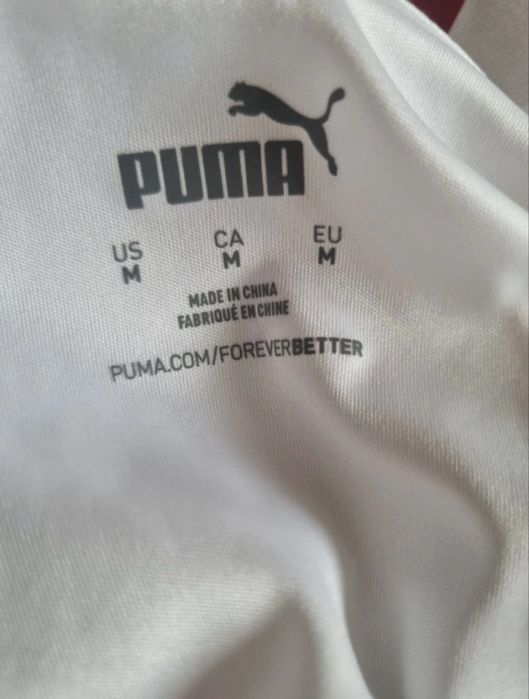 PUMA
US CA EU
M M M
MADE IN CHINA
FABRIQUÉ EN CHINE
PUMA.COM/FOREVERBETTER